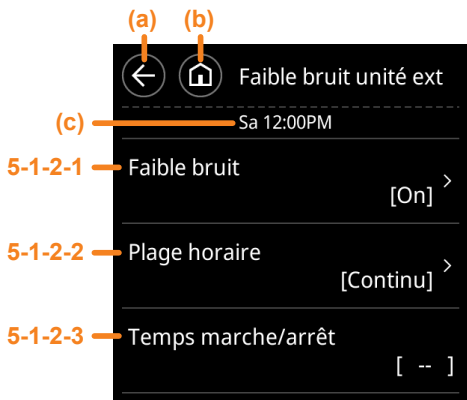 (a) (b)
Faible bruit unité ext
(c) Sa 12:00PM
5-1-2-1 Faible bruit
[On]
5-1-2-2 Plage horaire
[Continu]
5-1-2-3 Temps marche/arrêt
[ -- ]